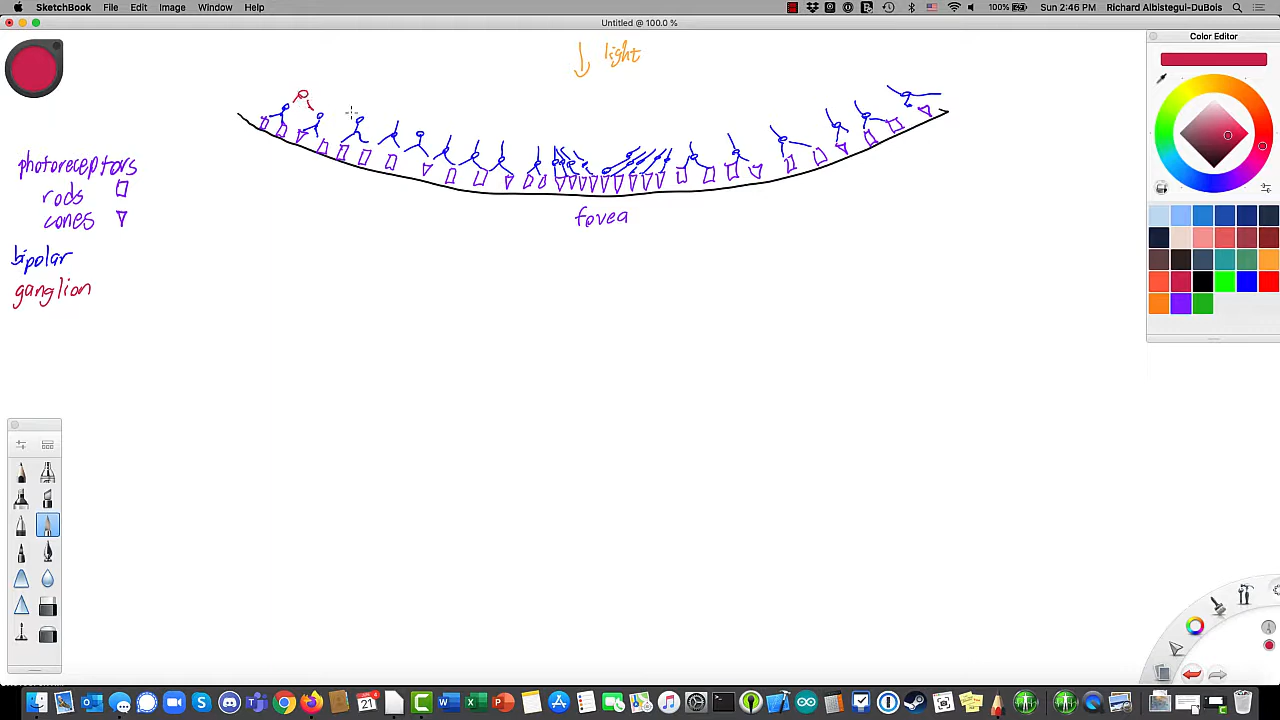 SketchBook File Edit Image Window Help 100% Sun 2:46 PM Richard Albistegui-DuBois
Untitled @ 100.0 %
Color Editor
light
photoreceptors
rods
cones
fovea
bipolar
ganglion